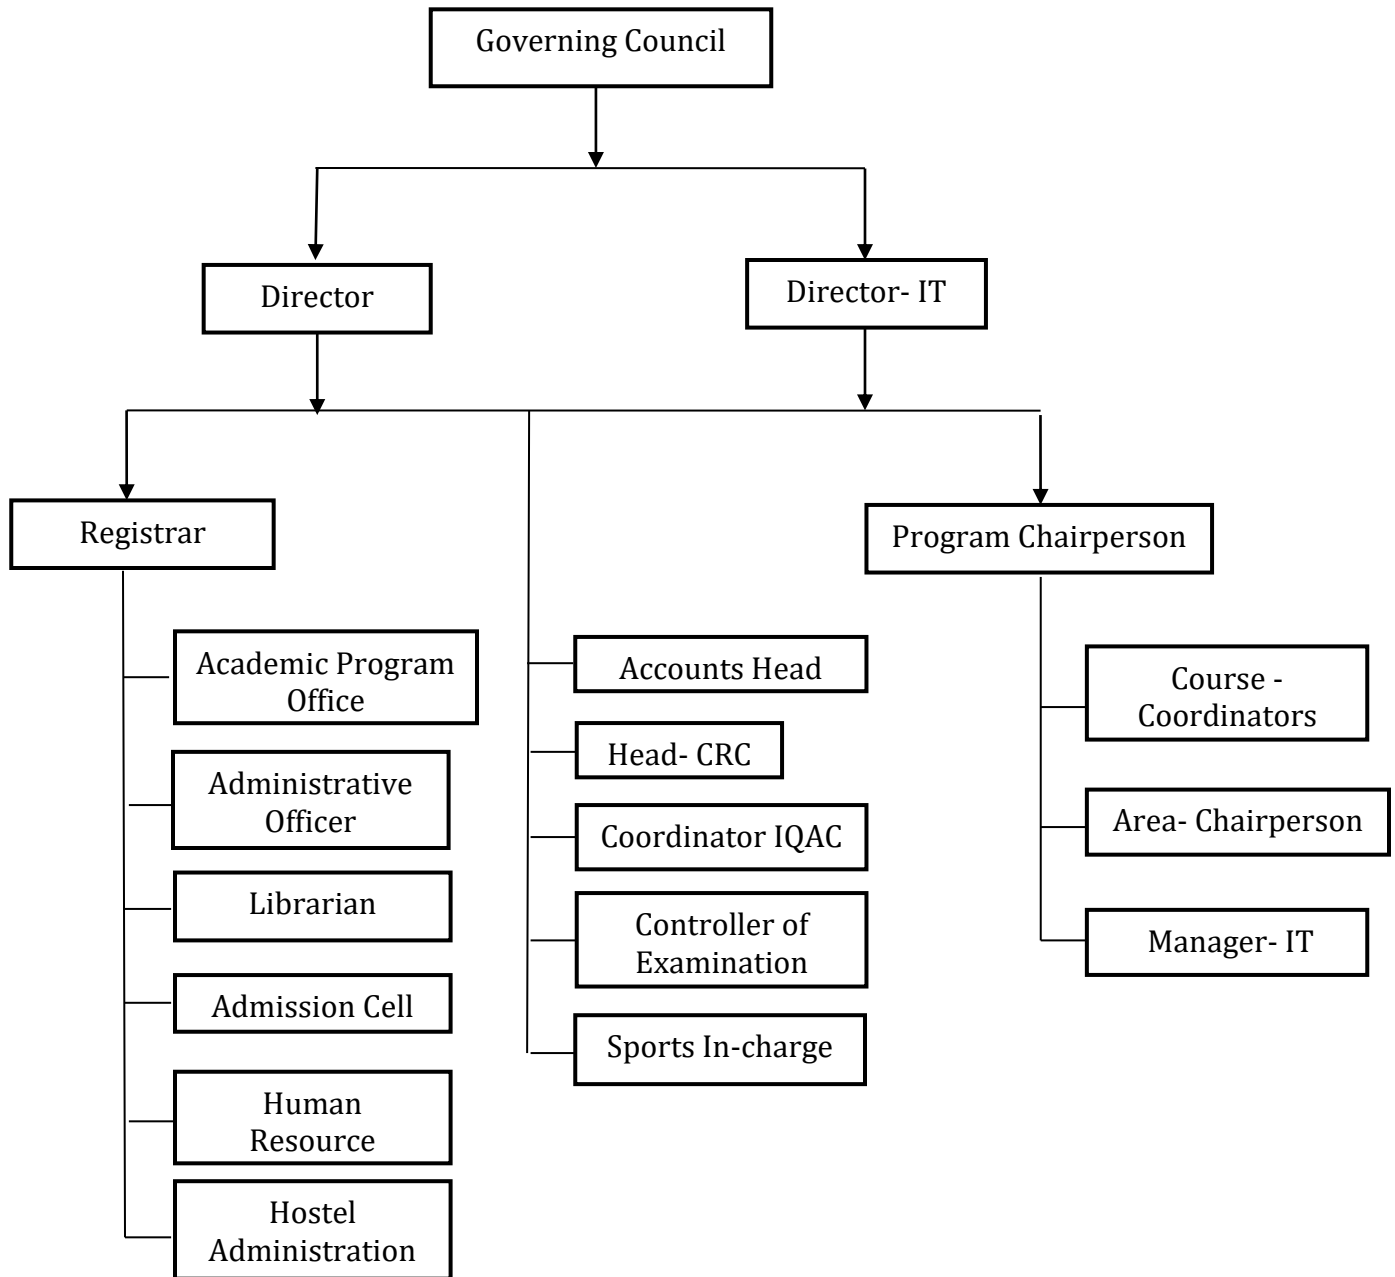 Governing Council
Director
Director- IT
Registrar
Program Chairperson
Academic Program
Office
Administrative
Officer
Librarian
Admission Cell
Human
Resource
Hostel
Administration
Accounts Head
Head- CRC
Coordinator IQAC
Controller of
Examination
Sports In-charge
Course -
Coordinators
Area- Chairperson
Manager- IT